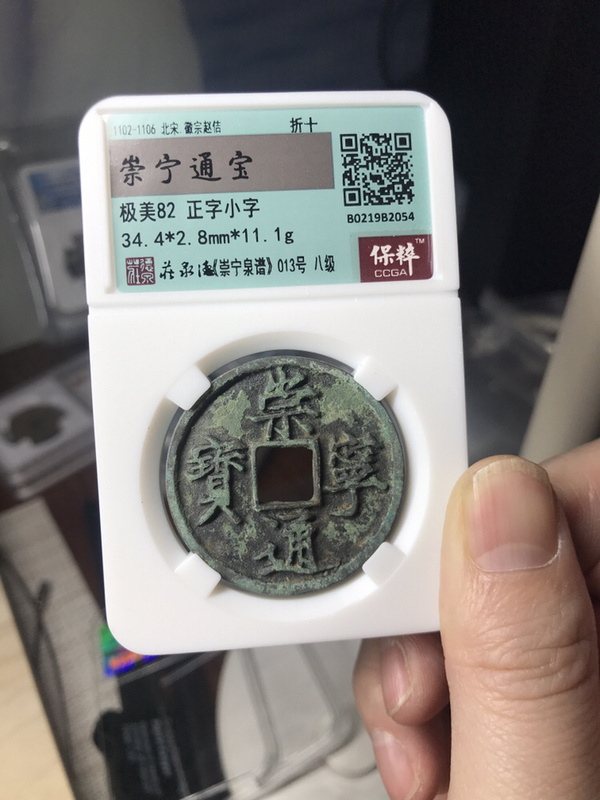 1102-1106 北宋 徽宗赵佶 折十
崇宁通宝
极美82 正字小字
B0219B2054
34.4*2.8mm*11.1g
保粹™
CCGA
《崇宁泉谱》013号 八级
崇
寶 寧
通